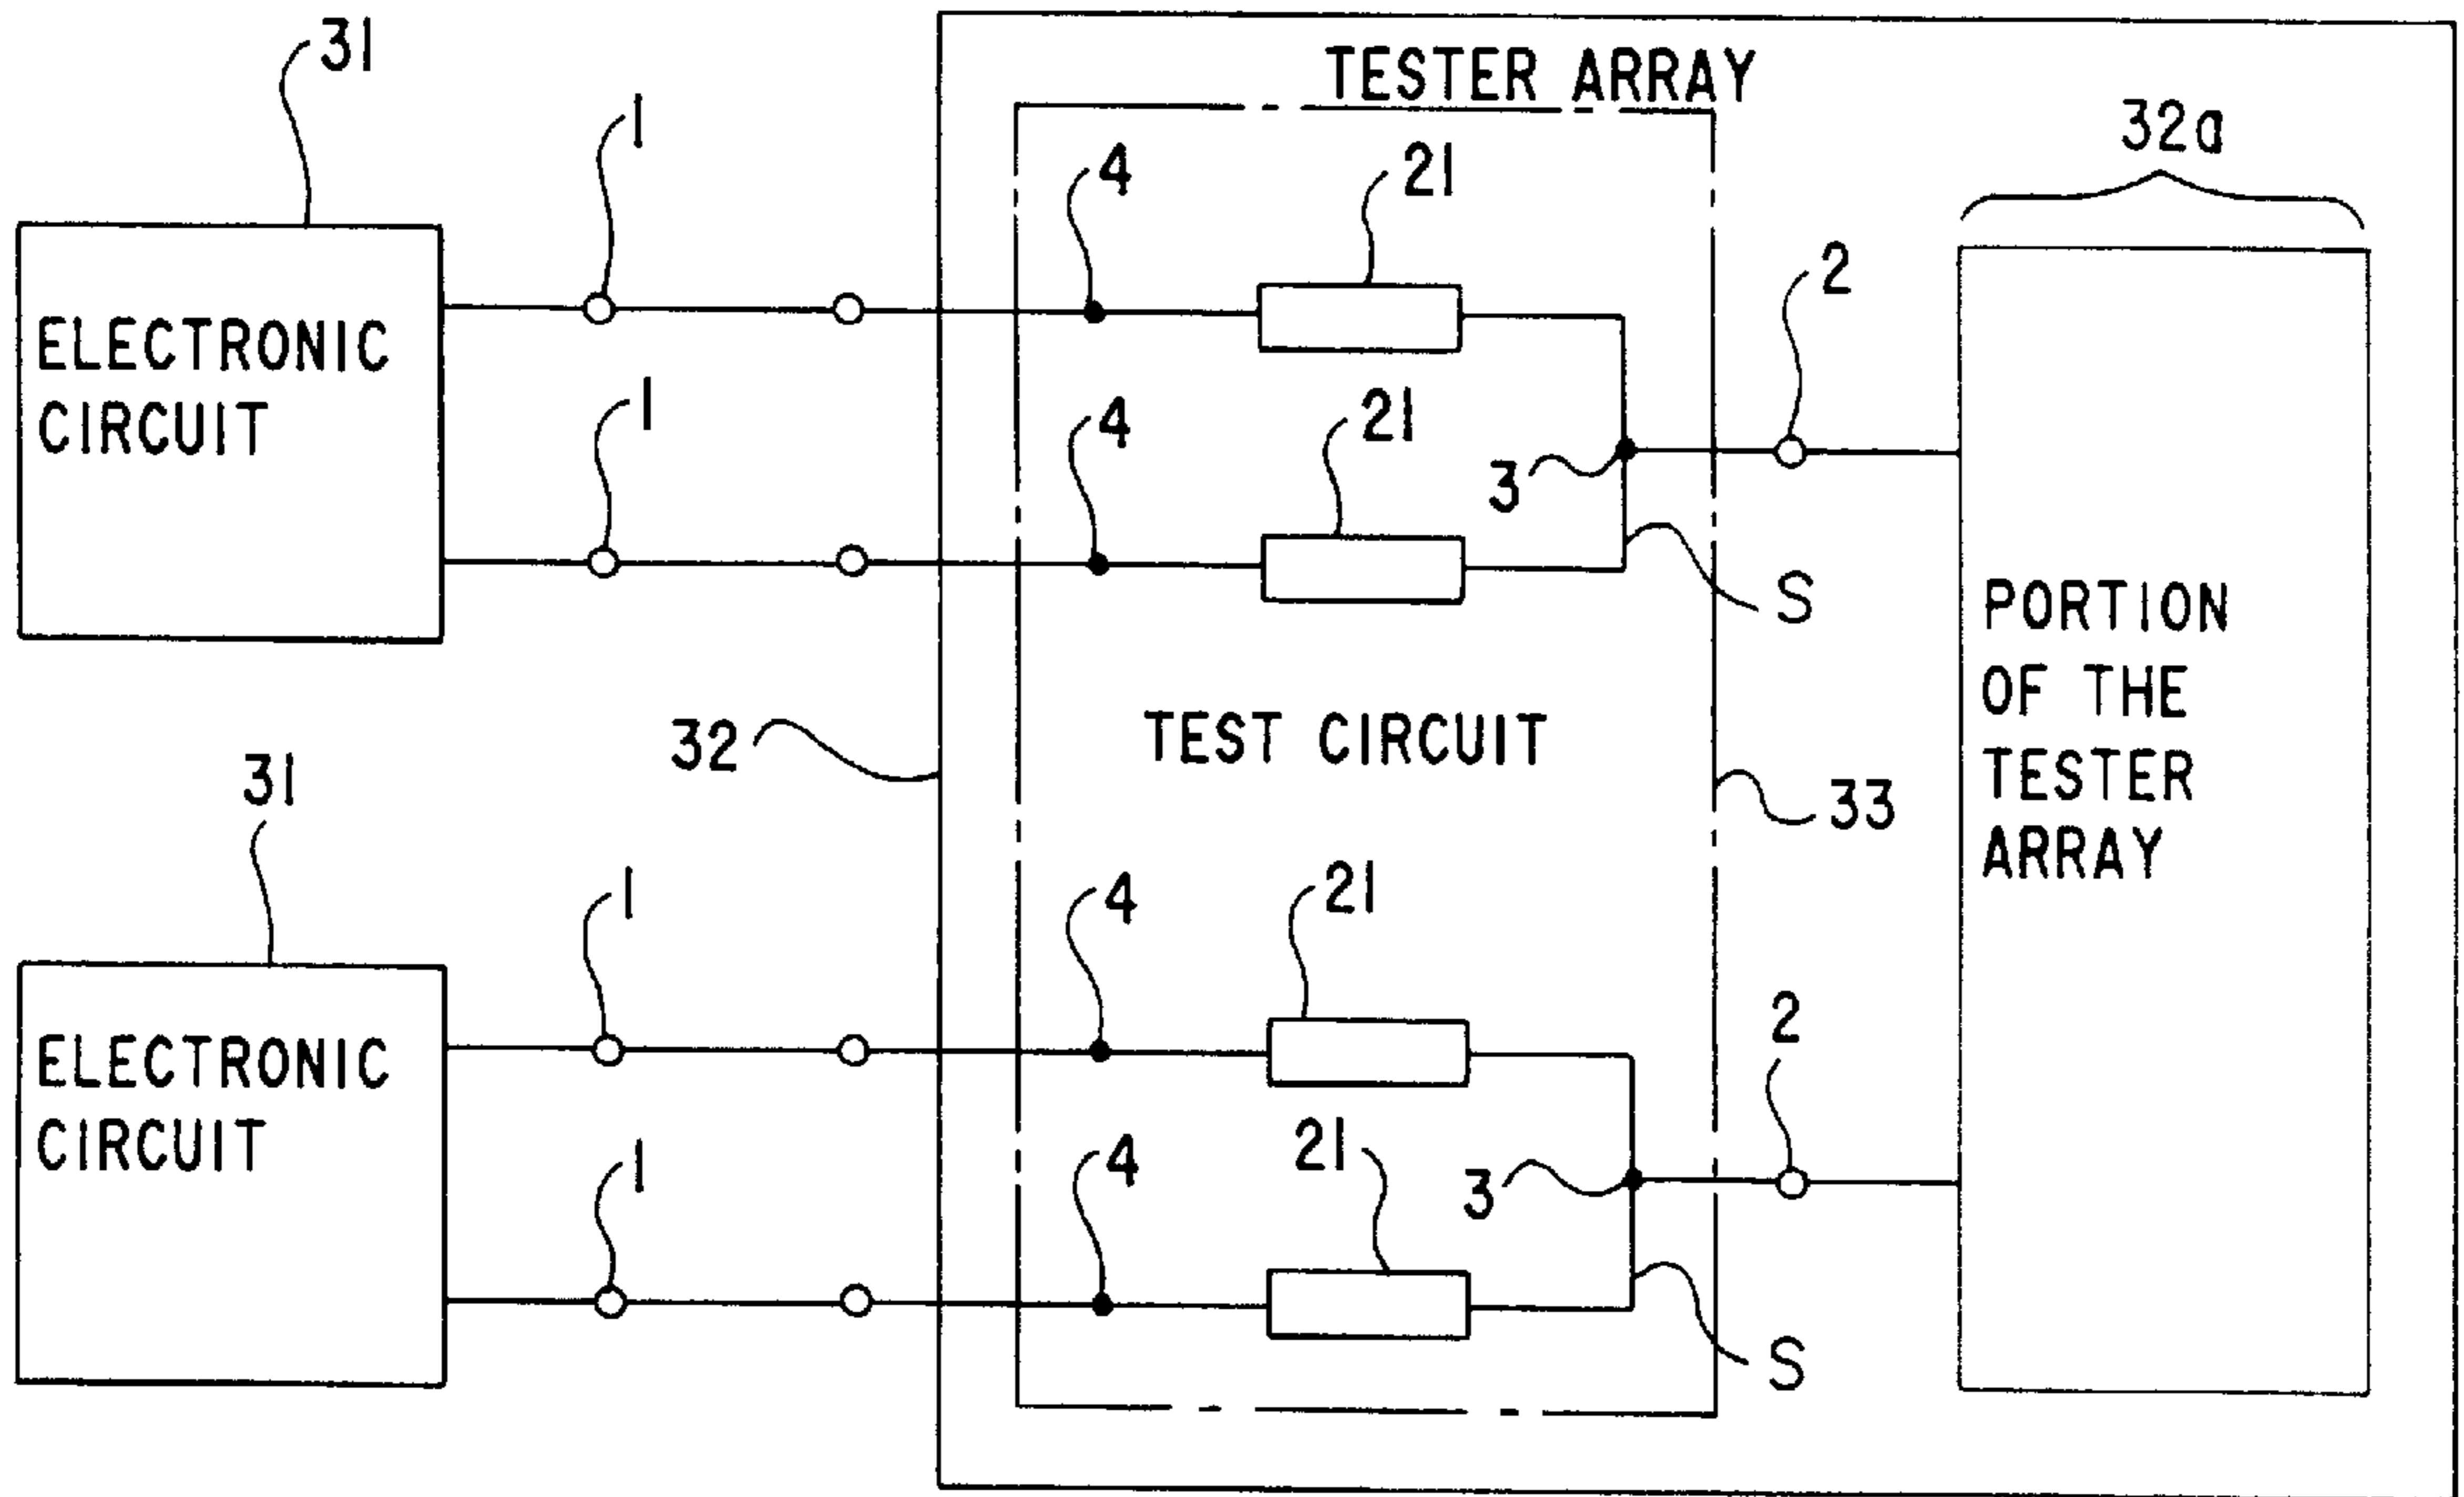 31
TESTER ARRAY
1
32a
4
21
2
ELECTRONIC
CIRCUIT
1
4
21
3
S
PORTION
OF THE
TESTER
ARRAY
32
TEST CIRCUIT
33
31
1
4
21
2
ELECTRONIC
CIRCUIT
1
4
21
3
S